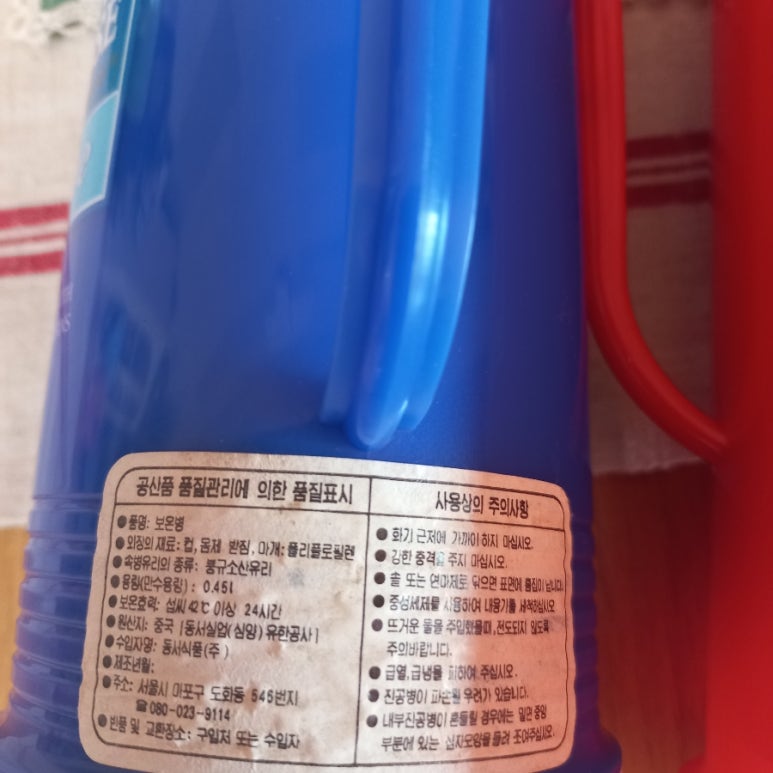 공산품 품질관리에 의한 품질표시
● 품명: 보온병
● 외장의 재료: 컵, 몸체 받침, 마개: 폴리플로필렌
● 속병유리의 종류: 붕규소산유리
● 용량(만수용량) : 0.45l
● 보온효력: 섭씨 42℃ 이상 24시간
● 원산지: 중국 [동서실업(심양) 유한공사]
● 수입자명: 동서식품(주)
● 제조년월:
● 주소: 서울시 마포구 도화동 546번지
☎ 080-023-9114
● 반품 및 교환장소: 구입처 또는 수입자
사용상의 주의사항
● 화기 근처에 가까이 하지 마십시오.
● 강한 충격을 주지 마십시오.
● 솔 또는 연마제로 닦으면 표면에 흠집이 납니다.
● 중성세제를 사용하여 내용기를 세척하십시오
● 뜨거운 물을 주입했을때, 전도되지 않도록
주의바랍니다.
● 급열, 급냉을 피하여 주십시오.
● 진공병이 파손될 우려가 있습니다.
● 내부진공병이 흔들릴 경우에는 밑면 중앙
부분에 있는 십자모양을 돌려 조여주십시오.